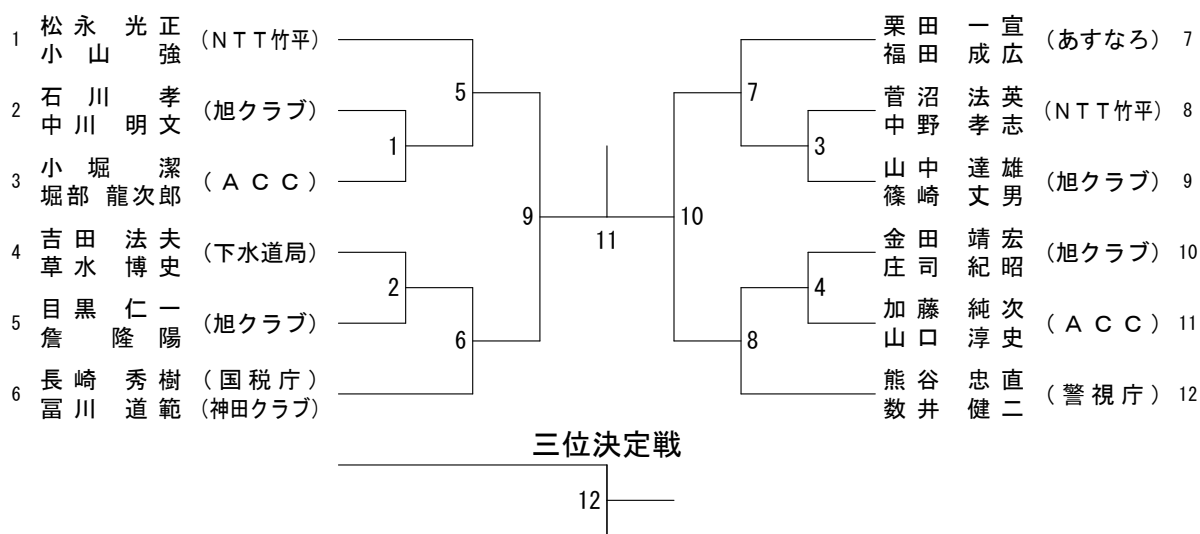 1 松永 光正 (NTT竹平)
小山 強
2 石川 孝 (旭クラブ)
中川 明文
3 小堀 潔 (ACC)
堀部 龍次郎
4 吉田 法夫 (下水道局)
草水 博史
5 目黒 仁一 (旭クラブ)
詹 隆陽
6 長崎 秀樹 (国税庁)
冨川 道範 (神田クラブ)
5
1
9
2
6
11
栗田 一宣 (あすなろ) 7
福田 成広
菅沼 法英 (NTT竹平) 8
中野 孝志
山中 達雄 (旭クラブ) 9
篠崎 丈男
金田 靖宏 (旭クラブ) 10
庄司 紀昭
加藤 純次 (ACC) 11
山口 淳史
熊谷 忠直 (警視庁) 12
数井 健二
7
3
10
4
8
三位決定戦
12